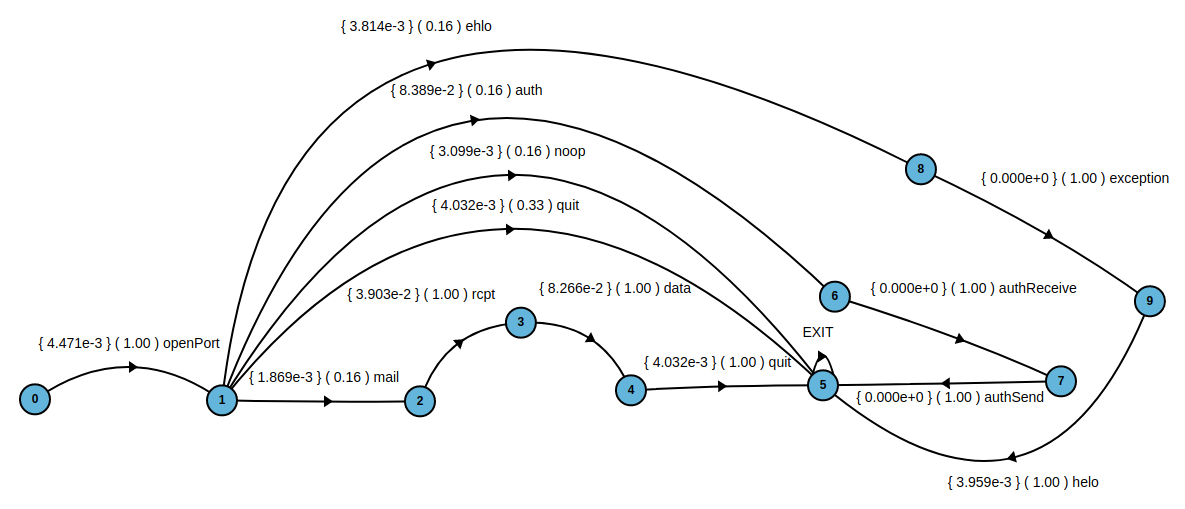 { 3.814e-3 } ( 0.16 ) ehlo
{ 8.389e-2 } ( 0.16 ) auth
{ 3.099e-3 } ( 0.16 ) noop
8
{ 0.000e+0 } ( 1.00 ) exception
{ 4.032e-3 } ( 0.33 ) quit
{ 3.903e-2 } ( 1.00 ) rcpt
{ 8.266e-2 } ( 1.00 ) data
6
{ 0.000e+0 } ( 1.00 ) authReceive
9
3
EXIT
{ 4.471e-3 } ( 1.00 ) openPort
{ 4.032e-3 } ( 1.00 ) quit
{ 1.869e-3 } ( 0.16 ) mail
0
1
2
4
5
7
{ 0.000e+0 } ( 1.00 ) authSend
{ 3.959e-3 } ( 1.00 ) helo